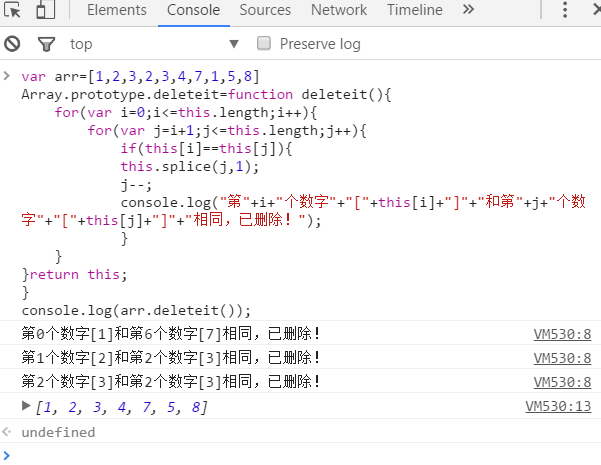 Elements Console Sources Network Timeline
top Preserve log
var arr=[1,2,3,2,3,4,7,1,5,8]
Array.prototype.deleteit=function deleteit(){
for(var i=0;i<=this.length;i++){
for(var j=i+1;j<=this.length;j++){
if(this[i]==this[j]){
this.splice(j,1);
j--;
console.log("第"+i+"个数字"+"["+this[i]+"]"+"和第"+j+"个数
字"+"["+this[j]+"]"+"相同，已删除！");
}
}
}return this;
}
console.log(arr.deleteit());
第0个数字[1]和第6个数字[7]相同，已删除！ VM530:8
第1个数字[2]和第2个数字[3]相同，已删除！ VM530:8
第2个数字[3]和第2个数字[3]相同，已删除！ VM530:8
[1, 2, 3, 4, 7, 5, 8] VM530:13
undefined